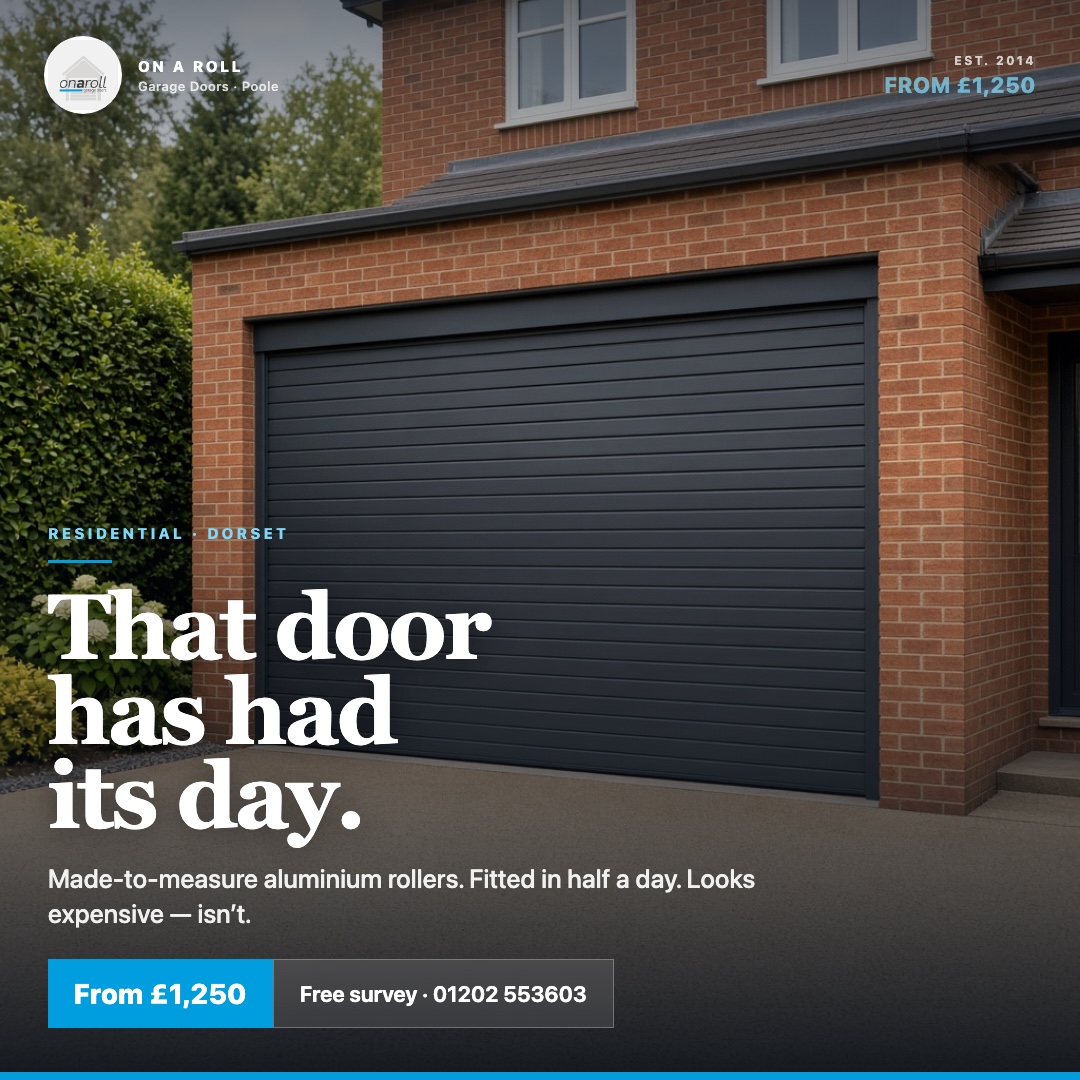 onaroll
ON A ROLL
Garage Doors · Poole
EST. 2014
FROM £1,250
RESIDENTIAL · DORSET
That door
has had
its day.
Made-to-measure aluminium rollers. Fitted in half a day. Looks
expensive — isn’t.
From £1,250
Free survey · 01202 553603